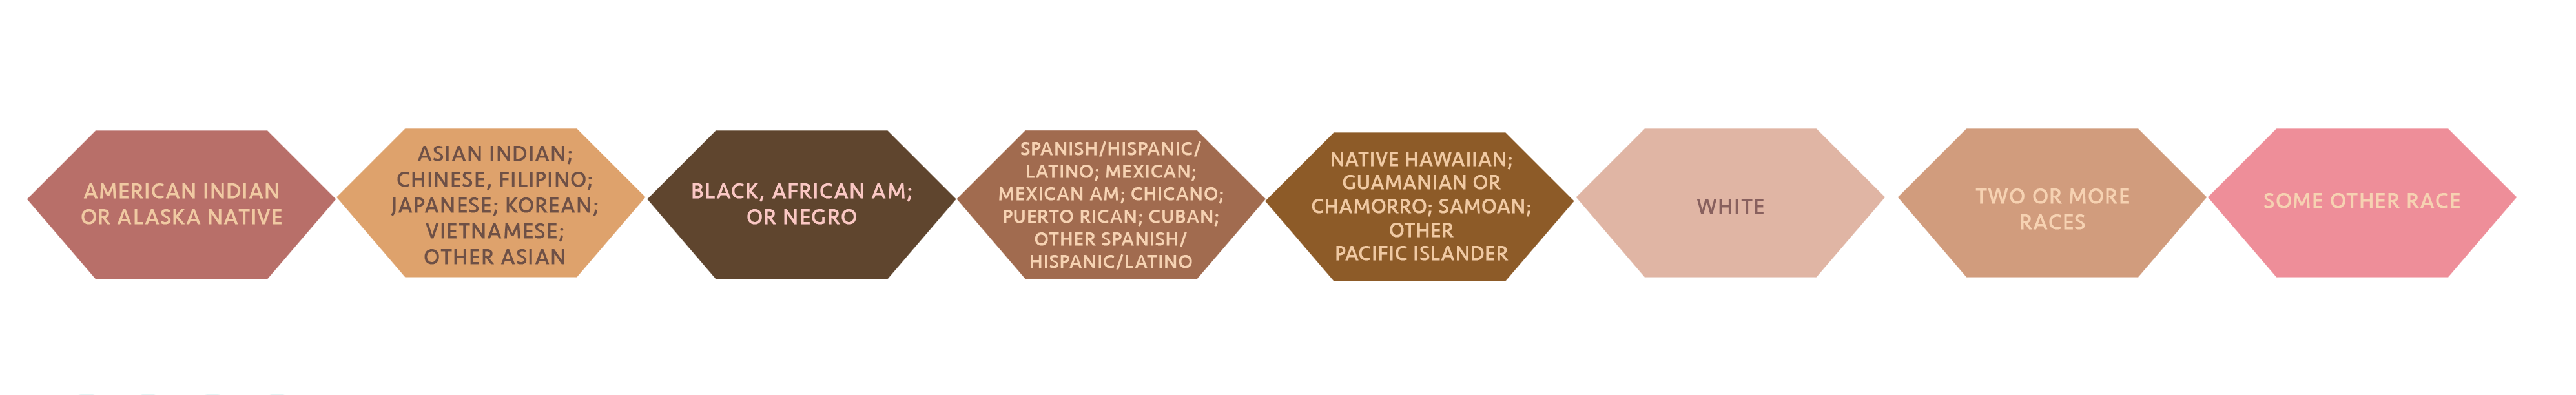 AMERICAN INDIAN
OR ALASKA NATIVE
ASIAN INDIAN;
CHINESE, FILIPINO;
JAPANESE; KOREAN;
VIETNAMESE;
OTHER ASIAN
BLACK, AFRICAN AM;
OR NEGRO
SPANISH/HISPANIC/
LATINO; MEXICAN;
MEXICAN AM; CHICANO;
PUERTO RICAN; CUBAN;
OTHER SPANISH/
HISPANIC/LATINO
NATIVE HAWAIIAN;
GUAMANIAN OR
CHAMORRO; SAMOAN;
OTHER
PACIFIC ISLANDER
WHITE
TWO OR MORE
RACES
SOME OTHER RACE